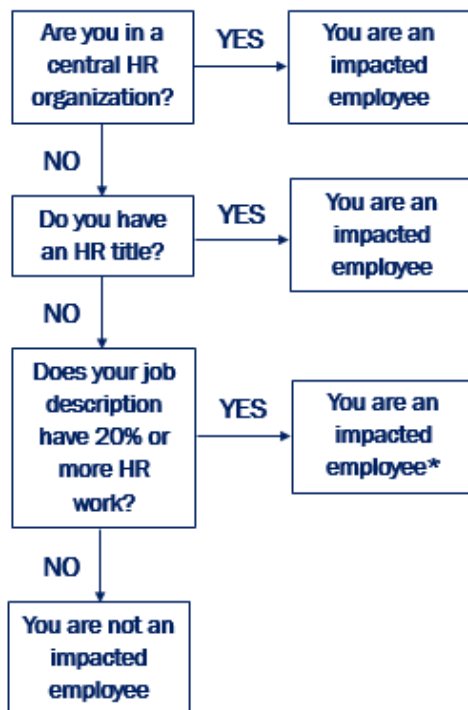 Are you in a
central HR
organization?
YES
You are an
impacted
employee
NO
Do you have
an HR title?
YES
You are an
impacted
employee
NO
Does your job
description
have 20% or
more HR
work?
YES
You are an
impacted
employee*
NO
You are not an
impacted
employee